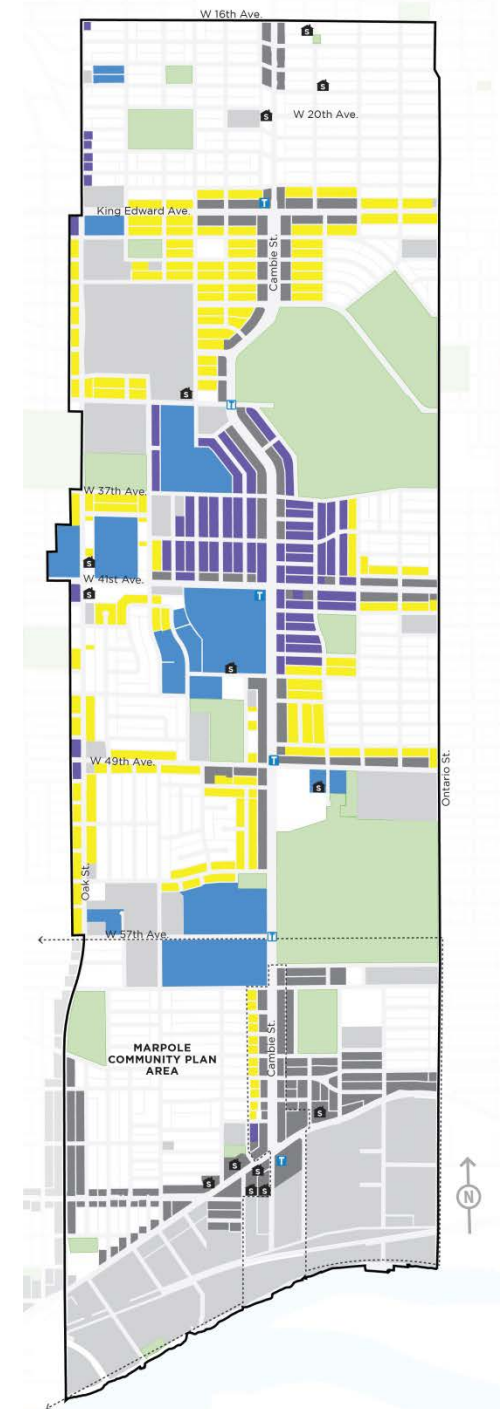 W 16th Ave.
S
S
S
W 20th Ave.
T
King Edward Ave.
Cambie St.
S
T
W 37th Ave.
S
W 41st Ave.
S
T
S
W 49th Ave.
T
S
Ontario St.
Oak St.
W 57th Ave.
T
MARPOLE
COMMUNITY PLAN
AREA
Cambie St.
S
S
T
S
S
S S
N